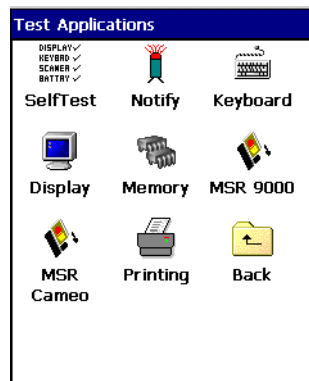 Test Applications
DISPLAY✓
KEYBRD ✓
SCANER ✓
BATTRY ✓
SelfTest
Notify
Keyboard
Display
Memory
MSR 9000
MSR
Cameo
Printing
Back